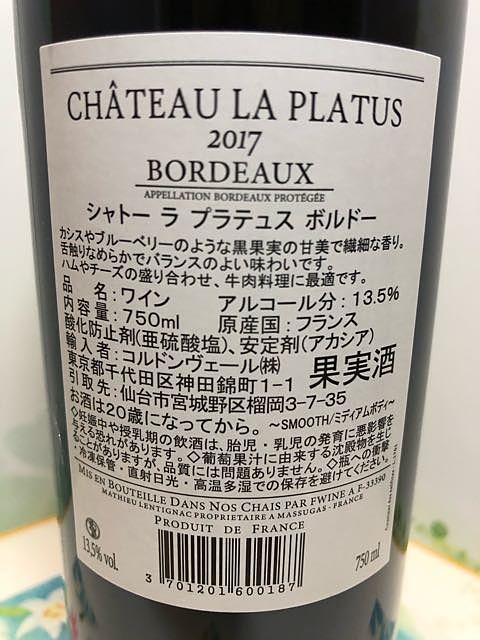 CHÂTEAU LA PLATUS
2017
BORDEAUX
APPELLATION BORDEAUX PROTÉGÉE
シャトー ラ プラテュス ボルドー
カシスやブルーベリーのような黒果実の甘美で繊細な香り。
舌触りなめらかでバランスのよい味わいです。
ハムやチーズの盛り合わせ、牛肉料理に最適です。
品 名：ワイン アルコール分：13.5%
内容量：750ml 原産国：フランス
酸化防止剤(亜硫酸塩)、安定剤(アカシア)
輸入者：コルドンヴェール㈱
東京都千代田区神田錦町1-1 果実酒
引取先：仙台市宮城野区榴岡3-7-35
お酒は20歳になってから。 ～SMOOTH/ミディアムボディ～
◇妊娠中や授乳期の飲酒は、胎児・乳児の発育に悪影響を
与える恐れがあります。◇葡萄果汁に由来する沈殿物を生じ
ることがありますが、品質には問題ありません。◇瓶への衝撃
・冷凍保管・直射日光・高温多湿での保存を避けてください。
MIS EN BOUTEILLE DANS NOS CHAIS PAR FWINE A F-33390
MATHIEU LENTIGNAC PROPRIETAIRE A MASSUGAS - FRANCE
PRODUIT DE FRANCE
13,5% vol.
750 ml
3 701201 600187